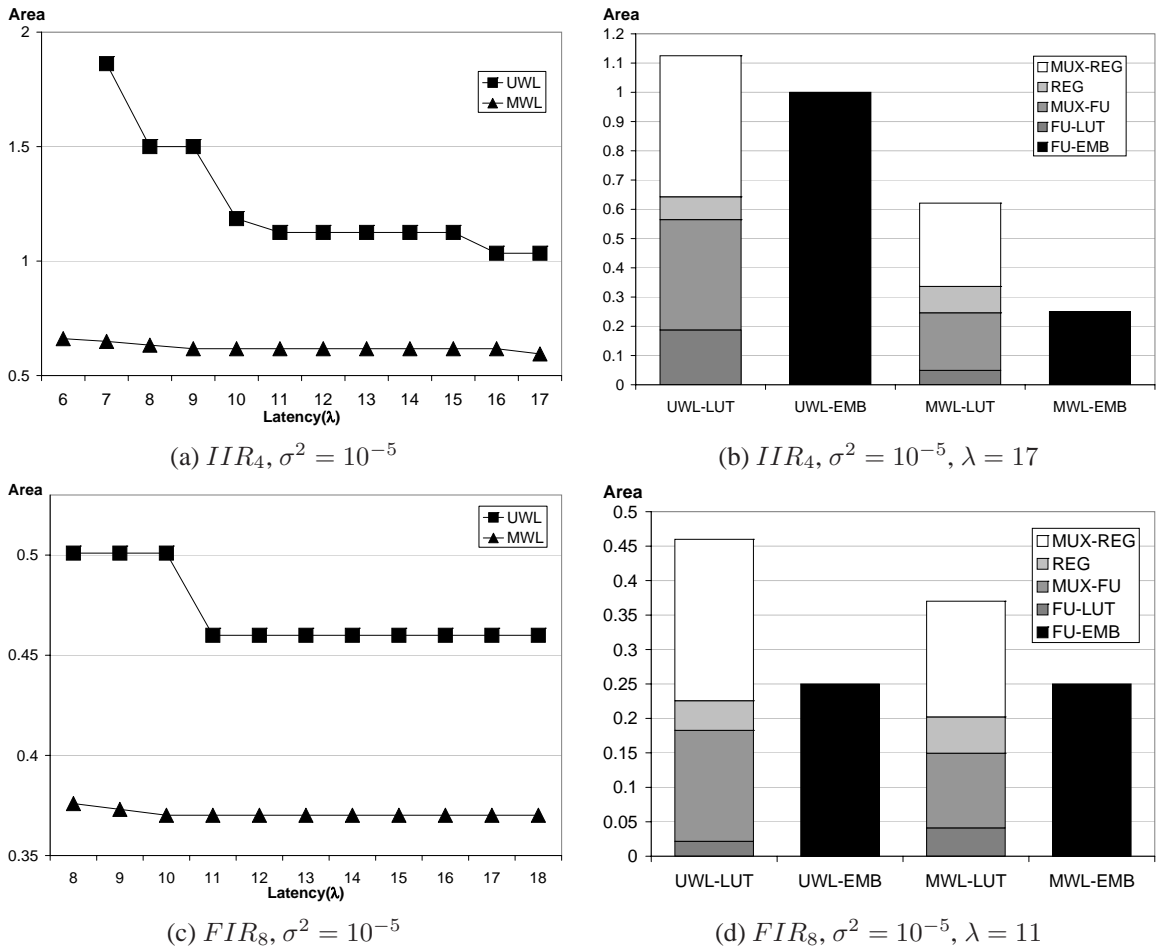 Area
2
1.5
1
0.5
UWL
MWL
6 7 8 9 10 11 12 13 14 15 16 17
Latency(λ)
(a) IIR₄, σ² = 10⁻⁵
Area
1.2
1.1
1
0.9
0.8
0.7
0.6
0.5
0.4
0.3
0.2
0.1
0
MUX-REG
REG
MUX-FU
FU-LUT
FU-EMB
UWL-LUT UWL-EMB MWL-LUT MWL-EMB
(b) IIR₄, σ² = 10⁻⁵, λ = 17
Area
0.5
0.45
0.4
0.35
UWL
MWL
8 9 10 11 12 13 14 15 16 17 18
Latency(λ)
(c) FIR₈, σ² = 10⁻⁵
Area
0.5
0.45
0.4
0.35
0.3
0.25
0.2
0.15
0.1
0.05
0
MUX-REG
REG
MUX-FU
FU-LUT
FU-EMB
UWL-LUT UWL-EMB MWL-LUT MWL-EMB
(d) FIR₈, σ² = 10⁻⁵, λ = 11